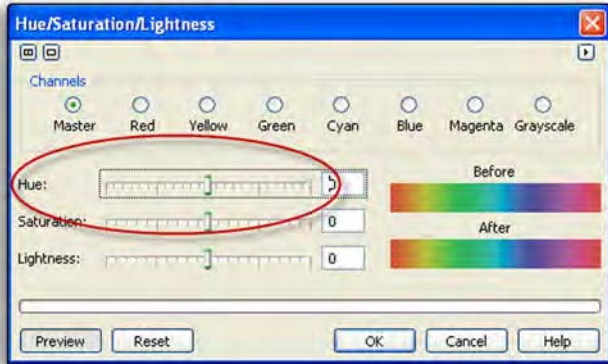 Hue/Saturation/Lightness
Channels
Master Red Yellow Green Cyan Blue Magenta Grayscale
Before
Hue:
Saturation: 0
After
Lightness: 0
Preview Reset OK Cancel Help